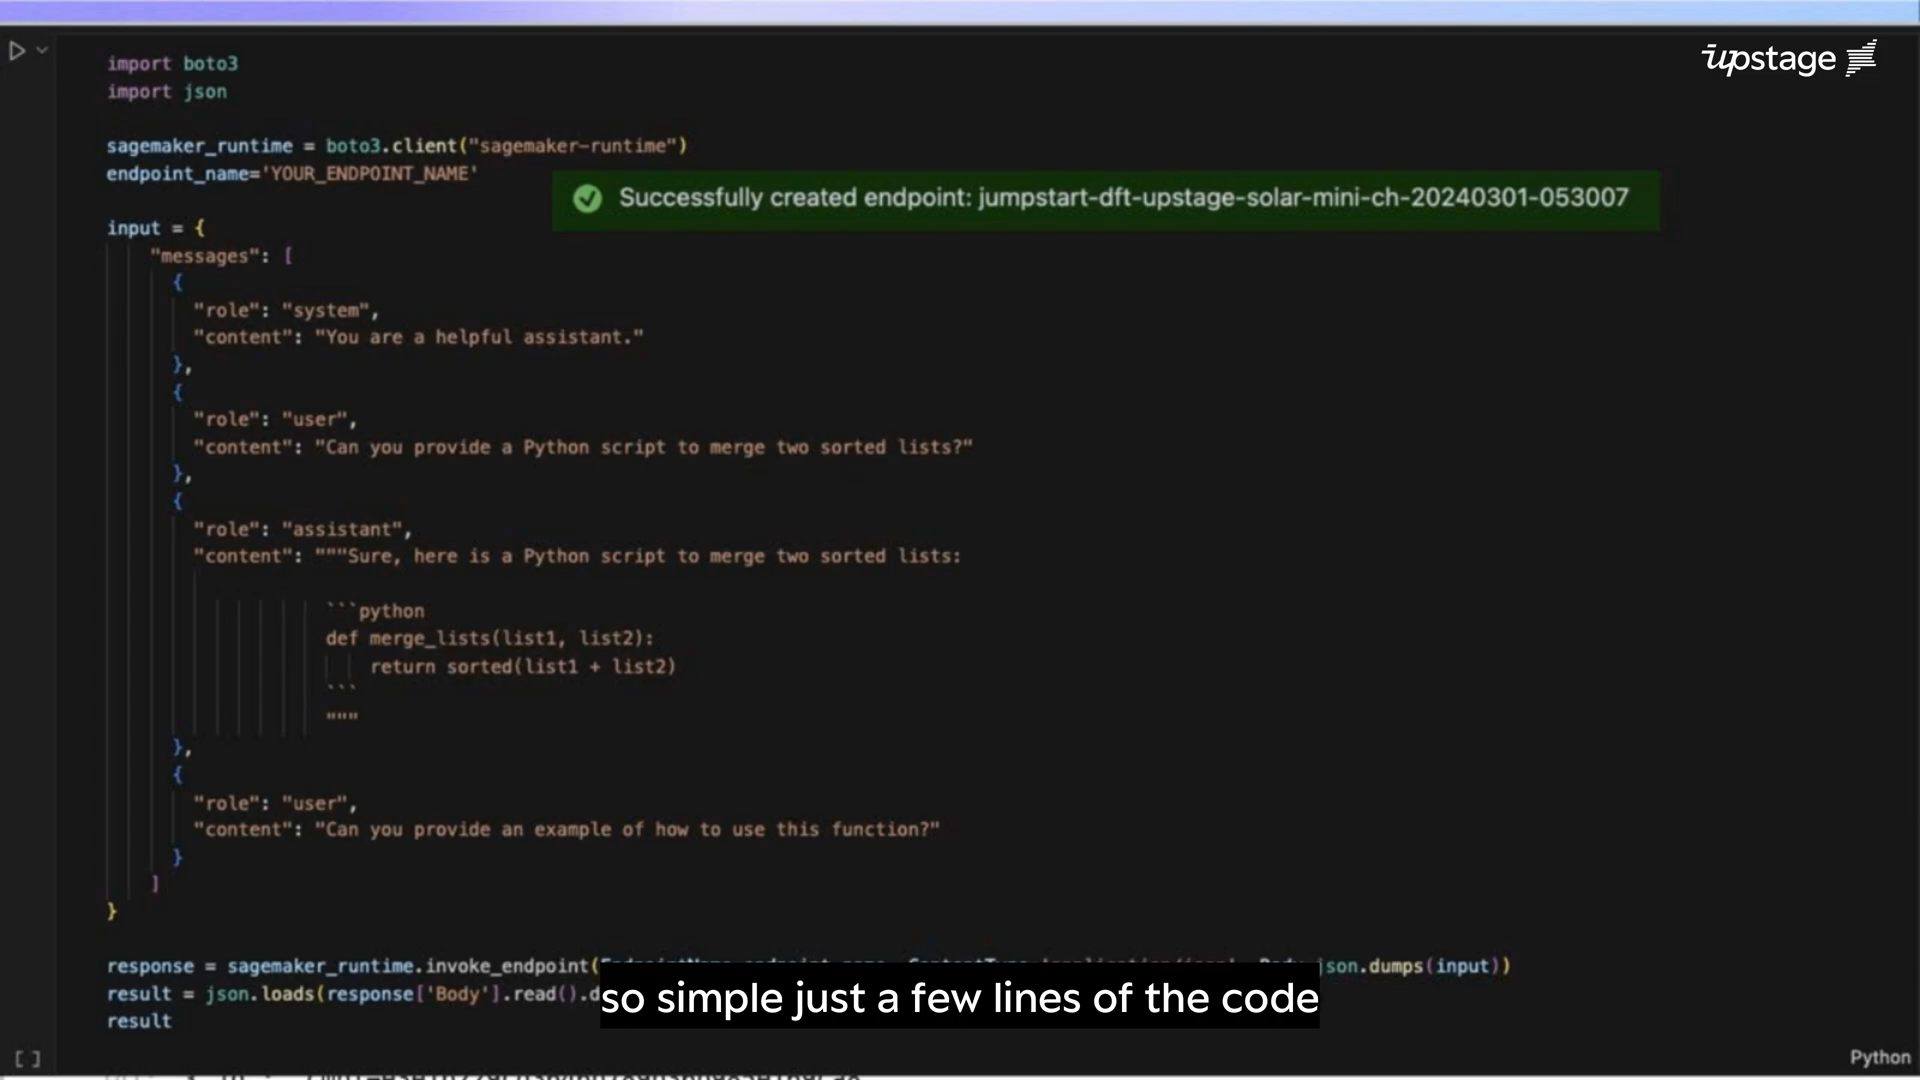 upstage
import boto3
import json
sagemaker_runtime = boto3.client("sagemaker-runtime")
endpoint_name='YOUR_ENDPOINT_NAME'
Successfully created endpoint: jumpstart-dft-upstage-solar-mini-ch-20240301-053007
input = {
"messages": [
{
"role": "system",
"content": "You are a helpful assistant."
},
{
"role": "user",
"content": "Can you provide a Python script to merge two sorted lists?"
},
{
"role": "assistant",
"content": """Sure, here is a Python script to merge two sorted lists:
```python
def merge_lists(list1, list2):
return sorted(list1 + list2)
```
"""
},
{
"role": "user",
"content": "Can you provide an example of how to use this function?"
}
]
}
response = sagemaker_runtime.invoke_endpoint( json.dumps(input))
result = json.loads(response['Body'].read().d
so simple just a few lines of the code
result
[ ]
Python